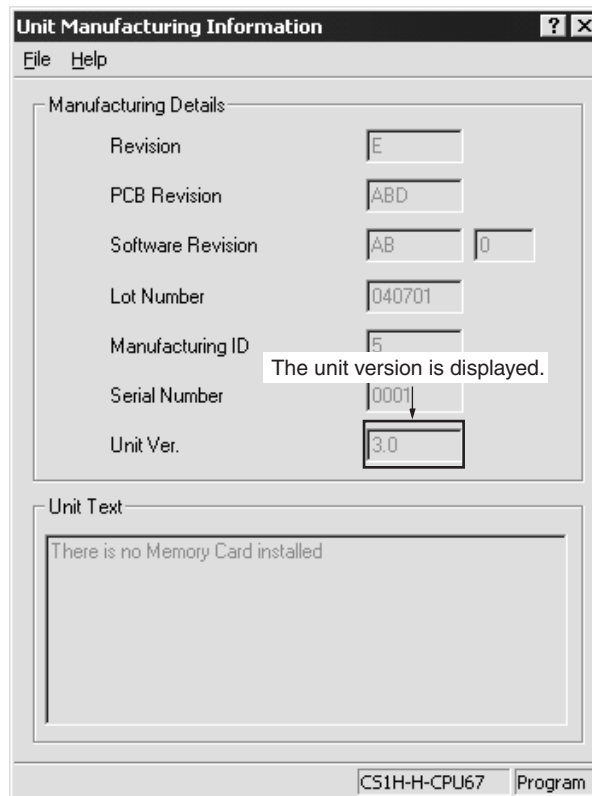 Unit Manufacturing Information ? X
File Help
Manufacturing Details
Revision E
PCB Revision ABD
Software Revision AB 0
Lot Number 040701
Manufacturing ID 5
The unit version is displayed.
Serial Number 0001
Unit Ver. 3.0
Unit Text
There is no Memory Card installed
CS1H-H-CPU67 Program